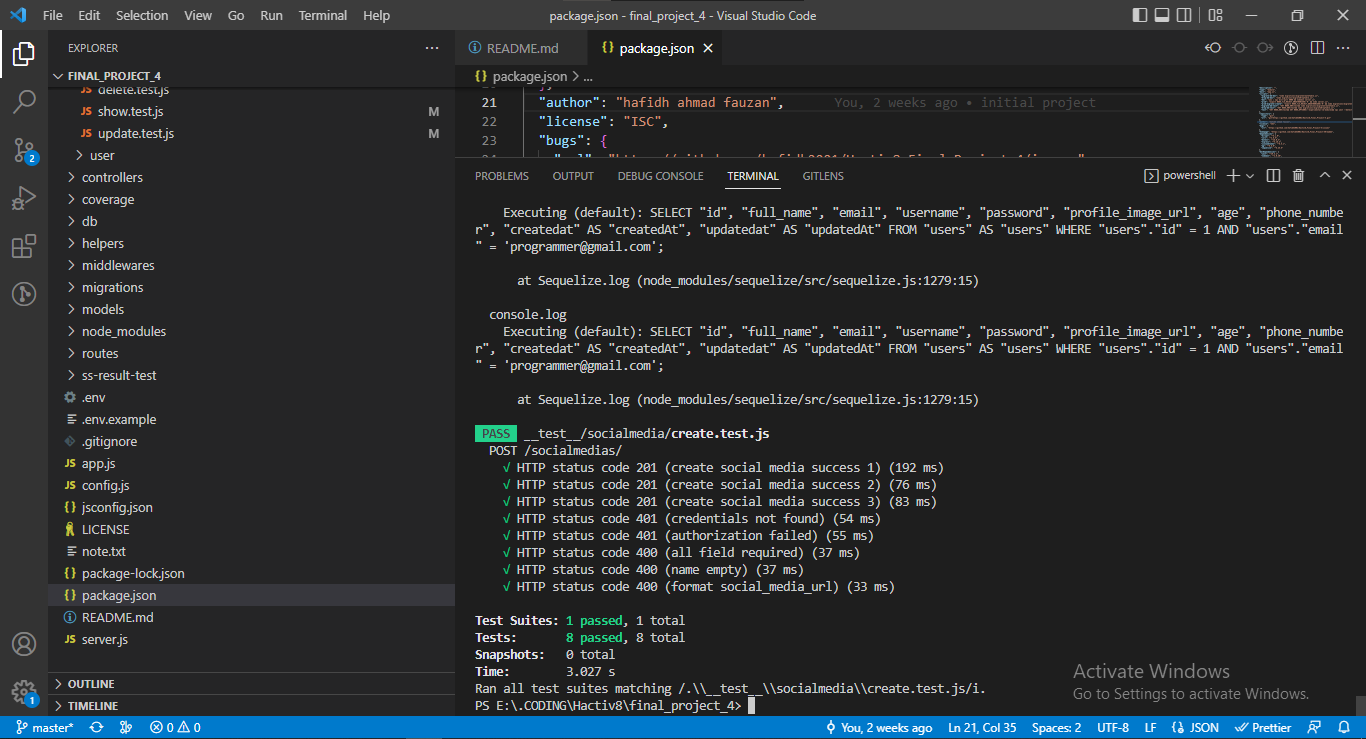 File Edit Selection View Go Run Terminal Help
package.json - final_project_4 - Visual Studio Code
EXPLORER
FINAL_PROJECT_4
JS delete.test.js
JS show.test.js M
JS update.test.js M
user
controllers
coverage
db
helpers
middlewares
migrations
models
node_modules
routes
ss-result-test
.env
.env.example
.gitignore
JS app.js
JS config.js
{} jsconfig.json
LICENSE
note.txt
{} package-lock.json
{} package.json
README.md
JS server.js
OUTLINE
TIMELINE
2
1
README.md
{} package.json
{} package.json > ...
21 "author": "hafidh ahmad fauzan", You, 2 weeks ago • initial project
22 "license": "ISC",
23 "bugs": {
PROBLEMS OUTPUT DEBUG CONSOLE TERMINAL GITLENS
powershell
Executing (default): SELECT "id", "full_name", "email", "username", "password", "profile_image_url", "age", "phone_numbe
r", "createdat" AS "createdAt", "updatedat" AS "updatedAt" FROM "users" AS "users" WHERE "users"."id" = 1 AND "users"."email
" = 'programmer@gmail.com';
at Sequelize.log (node_modules/sequelize/src/sequelize.js:1279:15)
console.log
Executing (default): SELECT "id", "full_name", "email", "username", "password", "profile_image_url", "age", "phone_numbe
r", "createdat" AS "createdAt", "updatedat" AS "updatedAt" FROM "users" AS "users" WHERE "users"."id" = 1 AND "users"."email
" = 'programmer@gmail.com';
at Sequelize.log (node_modules/sequelize/src/sequelize.js:1279:15)
PASS __test__/socialmedia/create.test.js
POST /socialmedias/
√ HTTP status code 201 (create social media success 1) (192 ms)
√ HTTP status code 201 (create social media success 2) (76 ms)
√ HTTP status code 201 (create social media success 3) (83 ms)
√ HTTP status code 401 (credentials not found) (54 ms)
√ HTTP status code 401 (authorization failed) (55 ms)
√ HTTP status code 400 (all field required) (37 ms)
√ HTTP status code 400 (name empty) (37 ms)
√ HTTP status code 400 (format social_media_url) (33 ms)
Test Suites: 1 passed, 1 total
Tests: 8 passed, 8 total
Snapshots: 0 total
Time: 3.027 s
Ran all test suites matching /.\\__test__\\socialmedia\\create.test.js/i.
PS E:\.CODING\Hactiv8\final_project_4>
Activate Windows
Go to Settings to activate Windows.
master* 0 0 You, 2 weeks ago Ln 21, Col 35 Spaces: 2 UTF-8 LF {} JSON Prettier